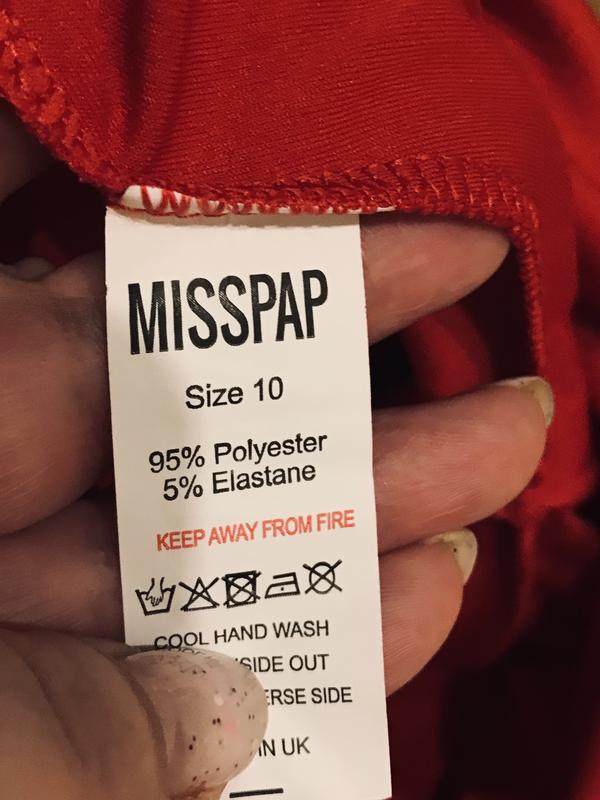 MISSPAP
Size 10
95% Polyester
5% Elastane
KEEP AWAY FROM FIRE
COOL HAND WASH
SIDE OUT
ERSE SIDE
IN UK